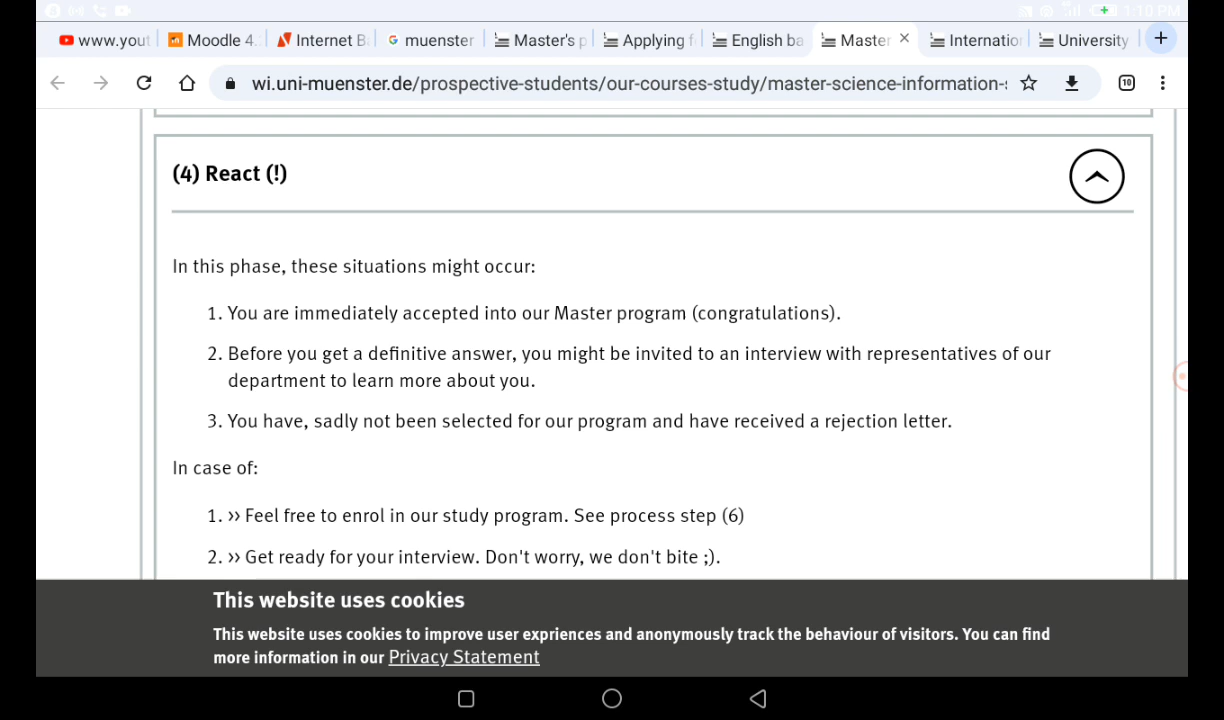 1:10 PM
www.yout
Moodle 4.
Internet B
muenster
Master's p
Applying f
English ba
Master
Internatio
University
wi.uni-muenster.de/prospective-students/our-courses-study/master-science-information-
10
(4) React (!)
In this phase, these situations might occur:
1. You are immediately accepted into our Master program (congratulations).
2. Before you get a definitive answer, you might be invited to an interview with representatives of our
department to learn more about you.
3. You have, sadly not been selected for our program and have received a rejection letter.
In case of:
1. >> Feel free to enrol in our study program. See process step (6)
2. >> Get ready for your interview. Don't worry, we don't bite ;).
This website uses cookies
This website uses cookies to improve user expriences and anonymously track the behaviour of visitors. You can find
more information in our Privacy Statement